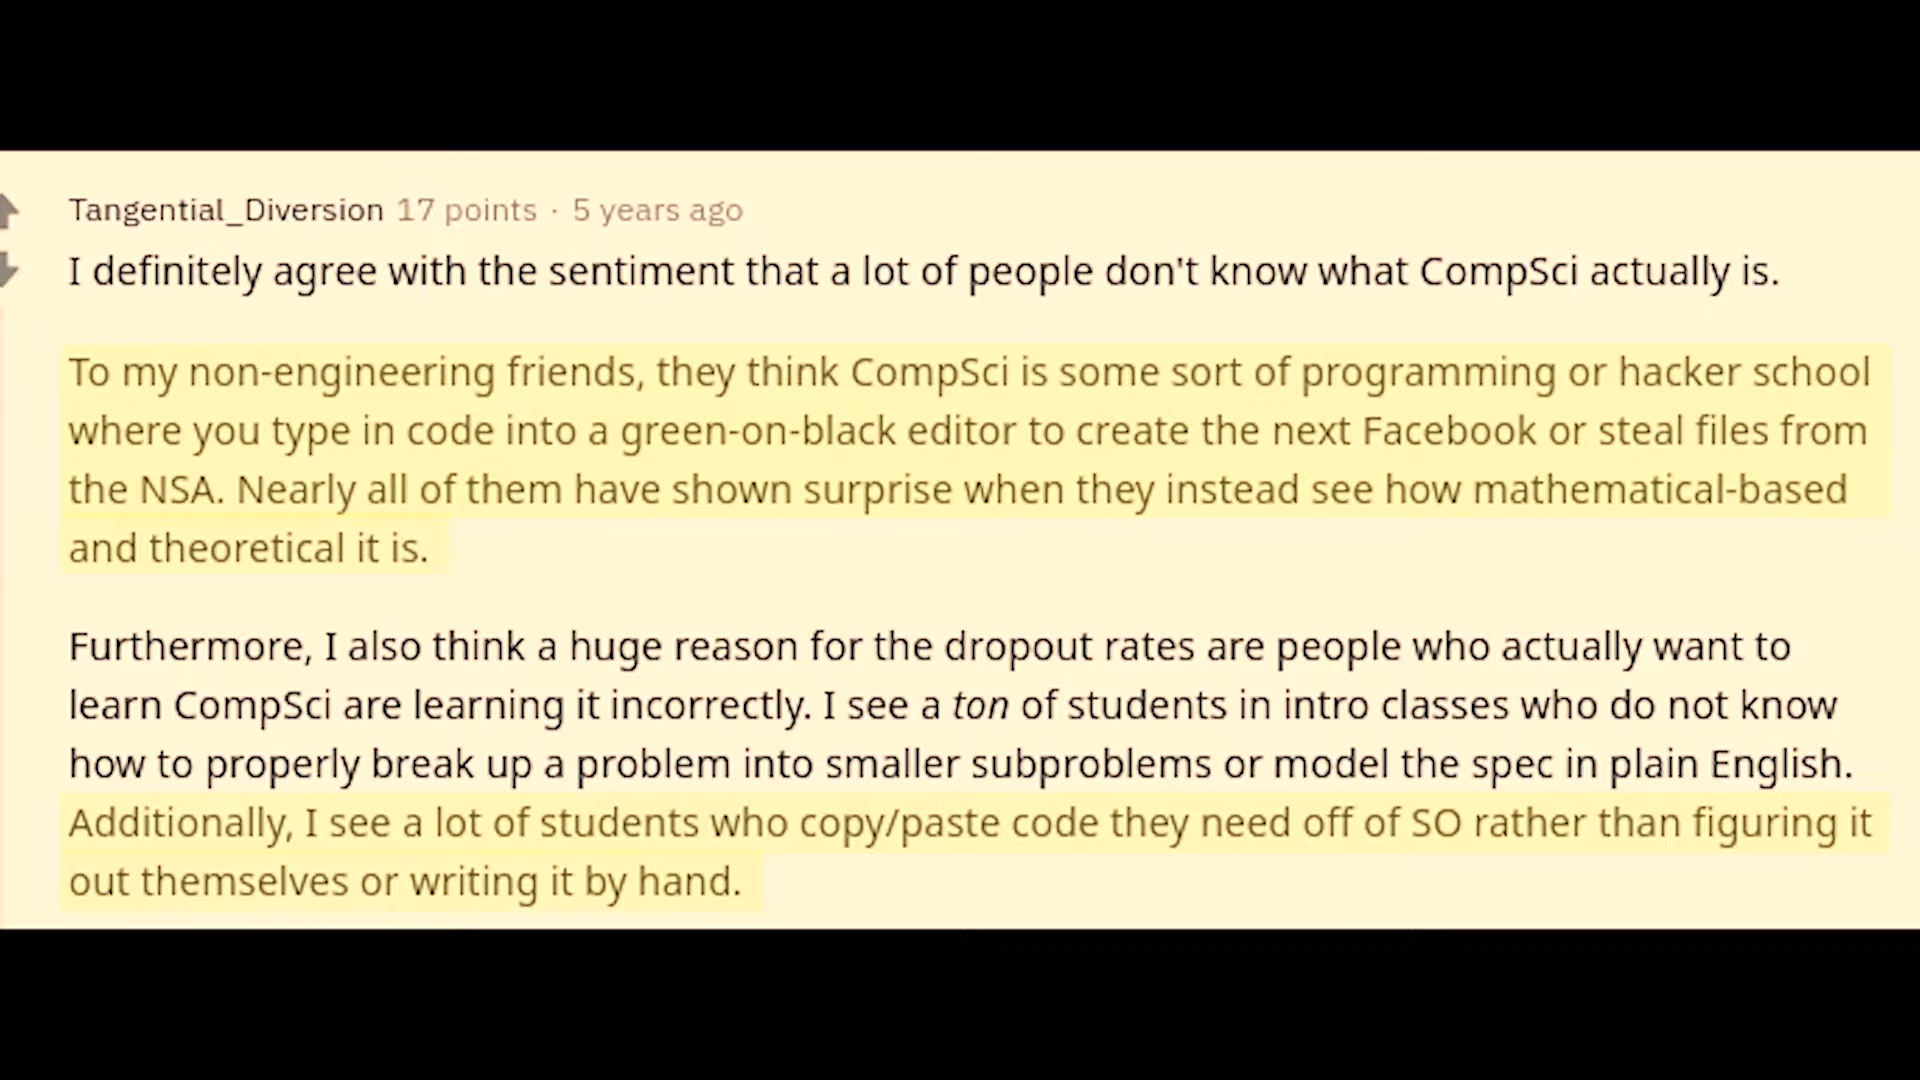 Tangential_Diversion 17 points · 5 years ago
I definitely agree with the sentiment that a lot of people don't know what CompSci actually is.
To my non-engineering friends, they think CompSci is some sort of programming or hacker school
where you type in code into a green-on-black editor to create the next Facebook or steal files from
the NSA. Nearly all of them have shown surprise when they instead see how mathematical-based
and theoretical it is.
Furthermore, I also think a huge reason for the dropout rates are people who actually want to
learn CompSci are learning it incorrectly. I see a ton of students in intro classes who do not know
how to properly break up a problem into smaller subproblems or model the spec in plain English.
Additionally, I see a lot of students who copy/paste code they need off of SO rather than figuring it
out themselves or writing it by hand.